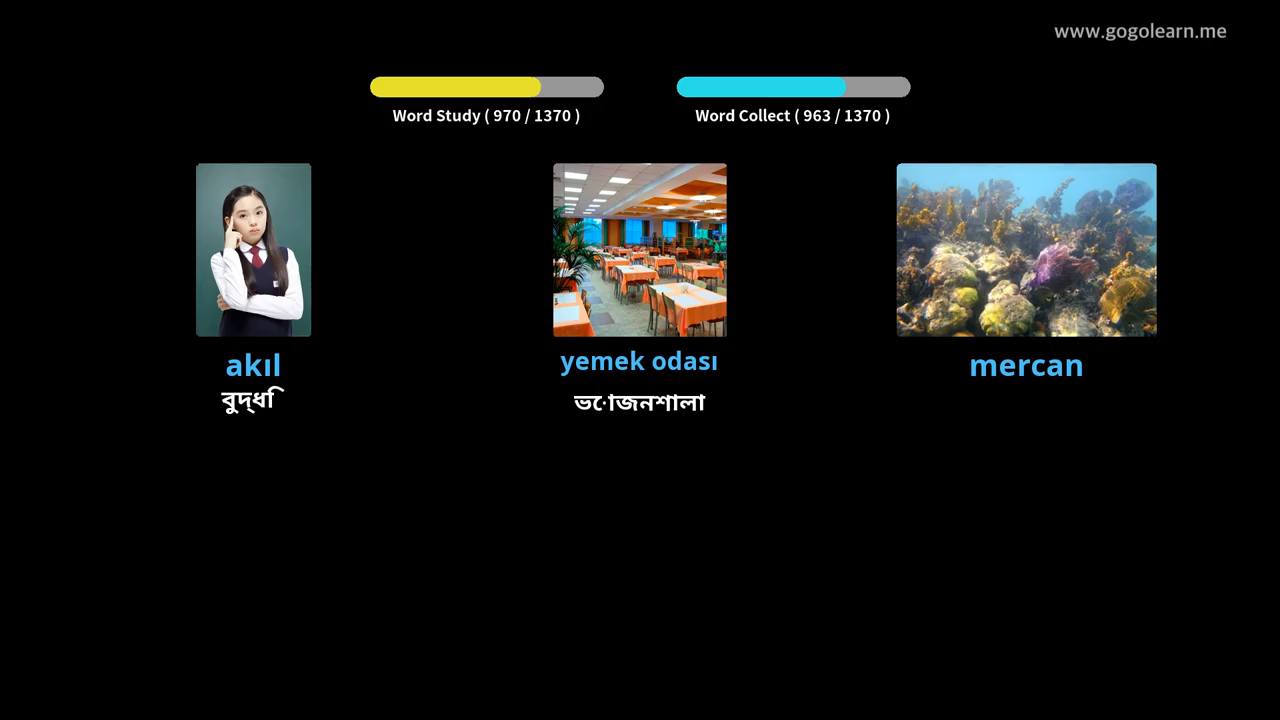 www.gogolearn.me
Word Study ( 970 / 1370 )
Word Collect ( 963 / 1370 )
akıl
yemek odası
mercan
বুদ্ধি
ভোজনশালা